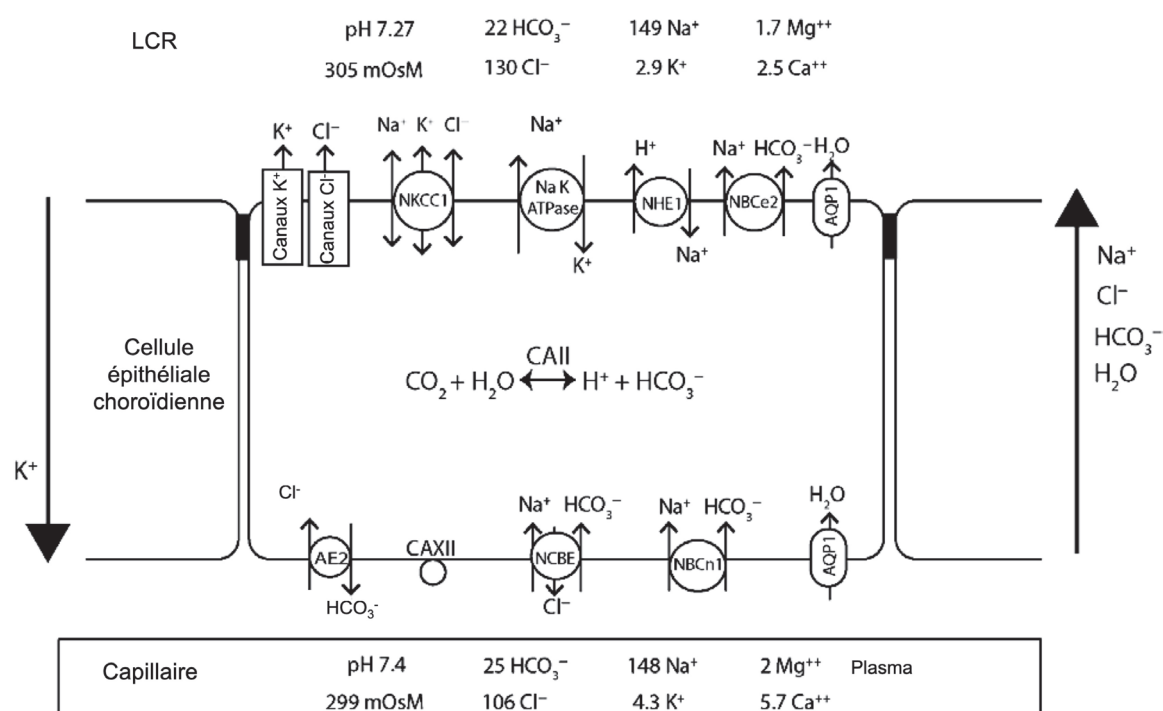 LCR
pH 7.27 22 HCO₃⁻ 149 Na⁺ 1.7 Mg⁺⁺
305 mOsM 130 Cl⁻ 2.9 K⁺ 2.5 Ca⁺⁺
K⁺ Cl⁻ Na⁺ K⁺ Cl⁻ Na⁺ H⁺ Na⁺ HCO₃⁻ H₂O
Canaux K⁺
Canaux Cl⁻
NKCC1
Na K
ATPase
NHE1
NBCe2
AQP1
K⁺
Na⁺
Na⁺
Cl⁻
HCO₃⁻
H₂O
Cellule
épithéliale
choroïdienne
CAII
CO₂ + H₂O ⟷ H⁺ + HCO₃⁻
K⁺
Cl⁻ Na⁺ HCO₃⁻ Na⁺ HCO₃⁻ H₂O
AE2
CAXII
NCBE
NBCn1
AQP1
HCO₃⁻
Cl⁻
Capillaire
pH 7.4 25 HCO₃⁻ 148 Na⁺ 2 Mg⁺⁺ Plasma
299 mOsM 106 Cl⁻ 4.3 K⁺ 5.7 Ca⁺⁺